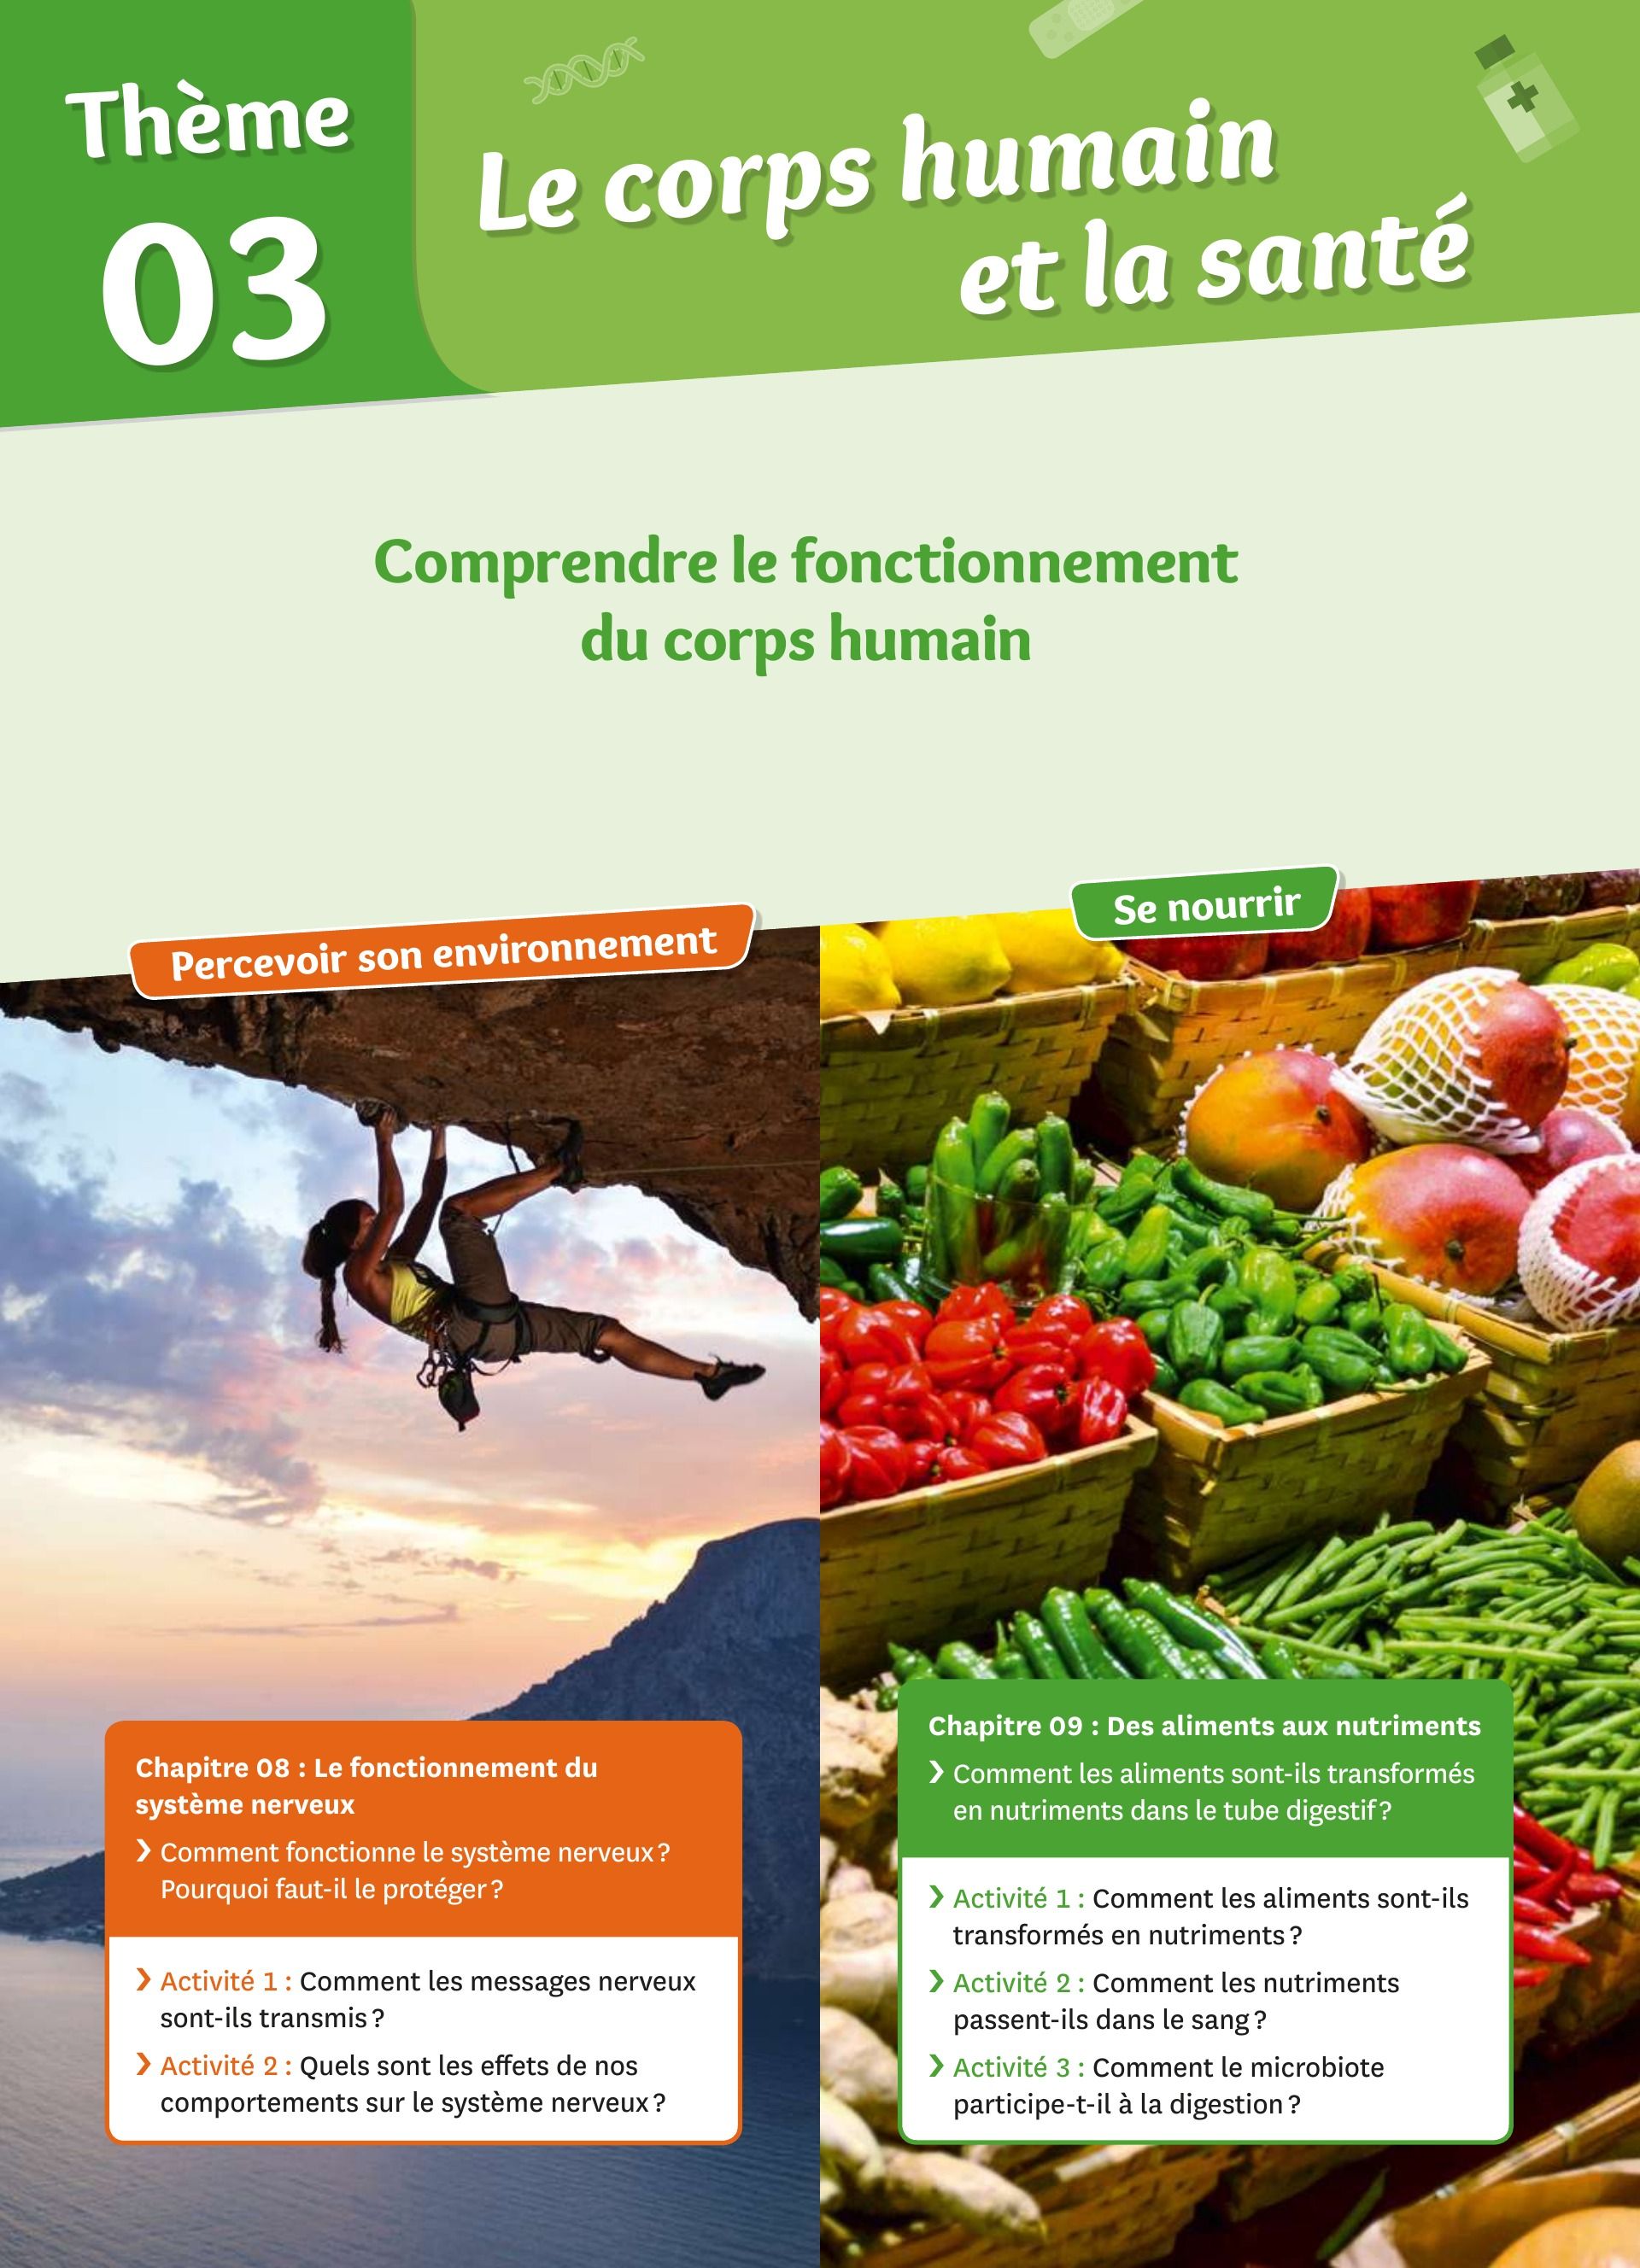 Thème
03
Le corps humain
et la santé
Comprendre le fonctionnement
du corps humain
Percevoir son environnement
Chapitre 08 : Le fonctionnement du
système nerveux
❯ Comment fonctionne le système nerveux ?
Pourquoi faut-il le protéger ?
❯ Activité 1 : Comment les messages nerveux
sont-ils transmis ?
❯ Activité 2 : Quels sont les effets de nos
comportements sur le système nerveux ?
Se nourrir
Chapitre 09 : Des aliments aux nutriments
❯ Comment les aliments sont-ils transformés
en nutriments dans le tube digestif ?
❯ Activité 1 : Comment les aliments sont-ils
transformés en nutriments ?
❯ Activité 2 : Comment les nutriments
passent-ils dans le sang ?
❯ Activité 3 : Comment le microbiote
participe-t-il à la digestion ?